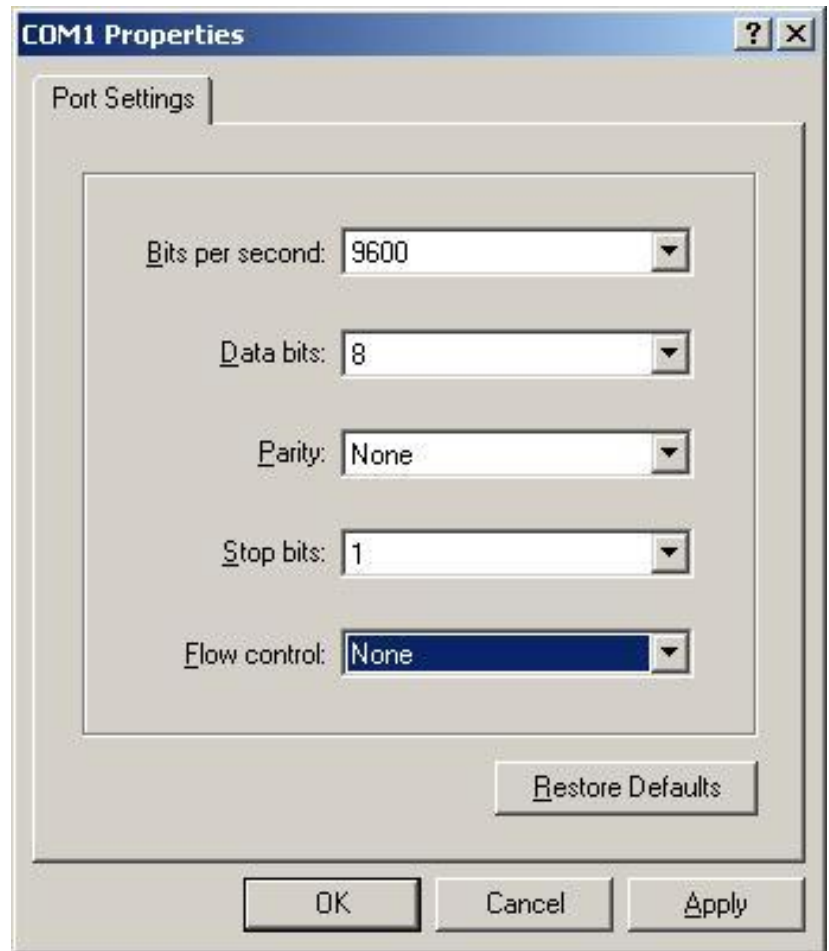 COM1 Properties
Port Settings
Bits per second: 9600
Data bits: 8
Parity: None
Stop bits: 1
Flow control: None
Restore Defaults
OK Cancel Apply